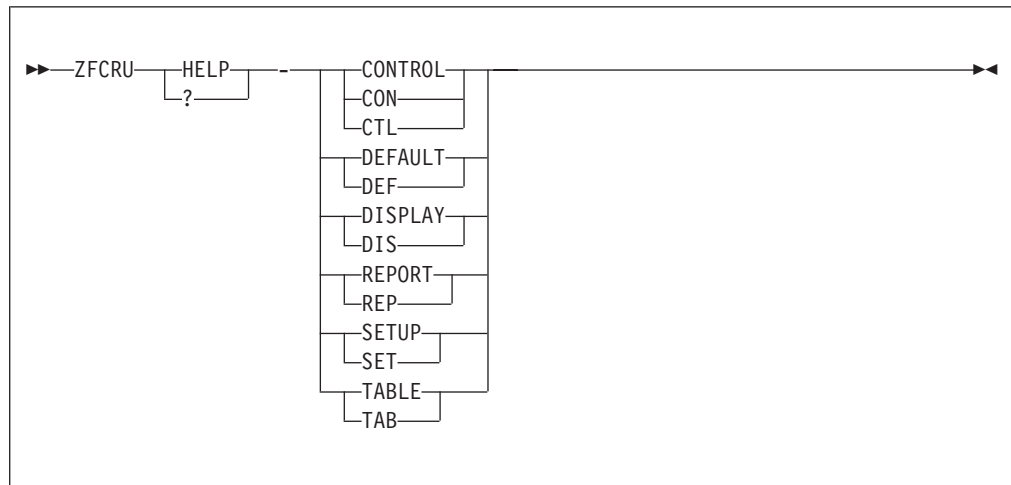 ZFCRU HELP - CONTROL
? CON
CTL
DEFAULT
DEF
DISPLAY
DIS
REPORT
REP
SETUP
SET
TABLE
TAB